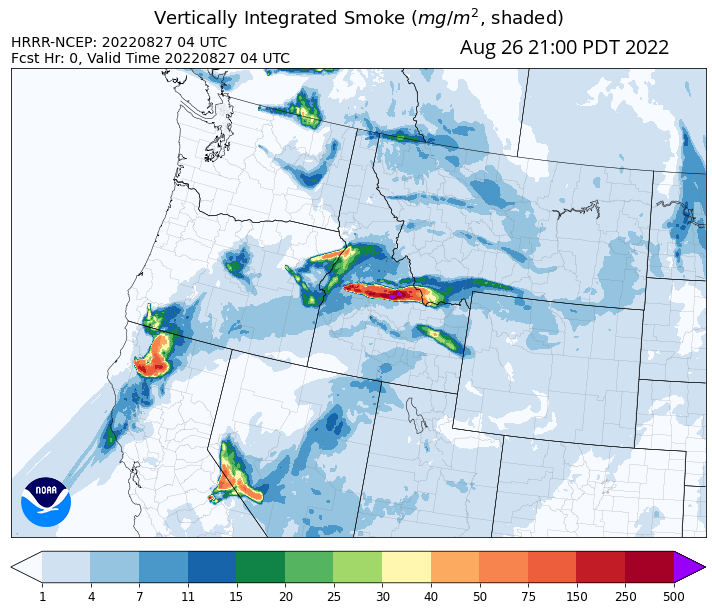 Vertically Integrated Smoke (mg/m², shaded)
HRRR-NCEP: 20220827 04 UTC
Fcst Hr: 0, Valid Time 20220827 04 UTC
Aug 26 21:00 PDT 2022
NOAA
1 4 7 11 15 20 25 30 40 50 75 150 250 500